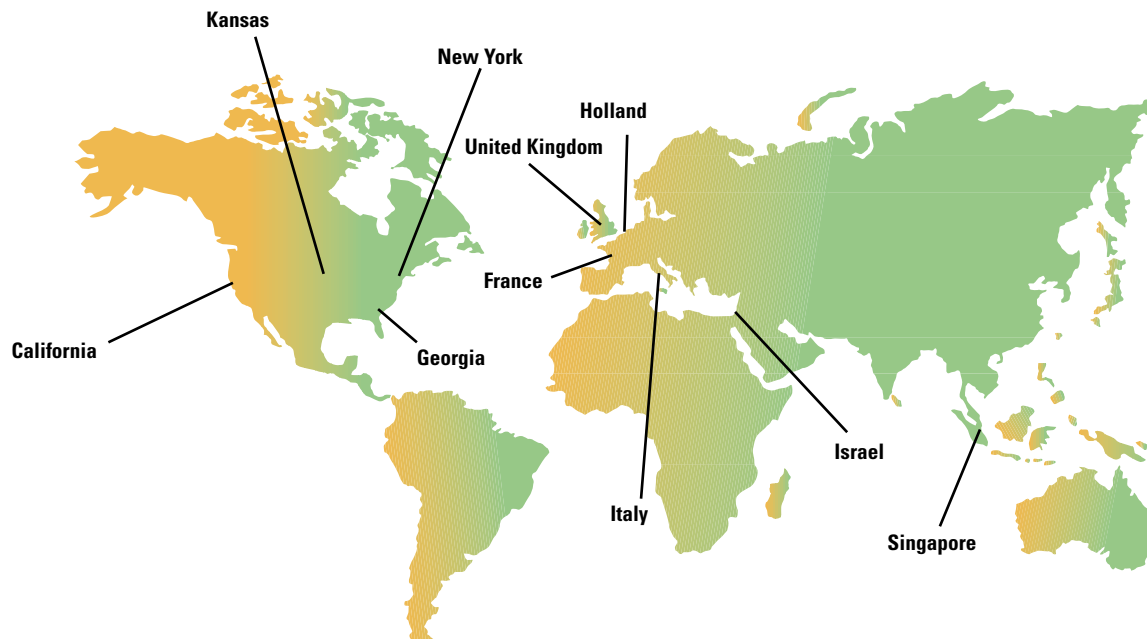 Kansas
New York
Holland
United Kingdom
France
California
Georgia
Israel
Italy
Singapore